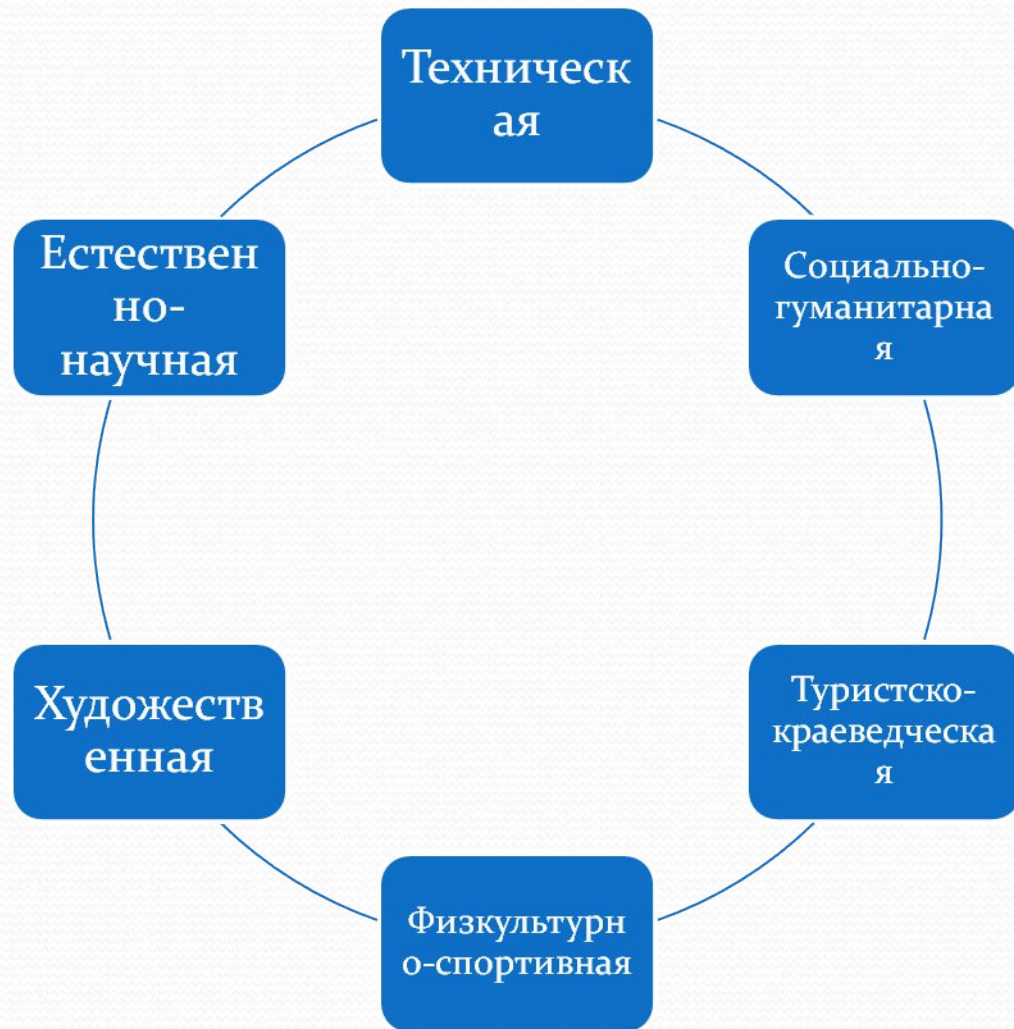 Техническ
ая
Социально-
гуманитарна
я
Туристско-
краеведческа
я
Физкультурн
о-спортивная
Художеств
енная
Естествен
но-
научная